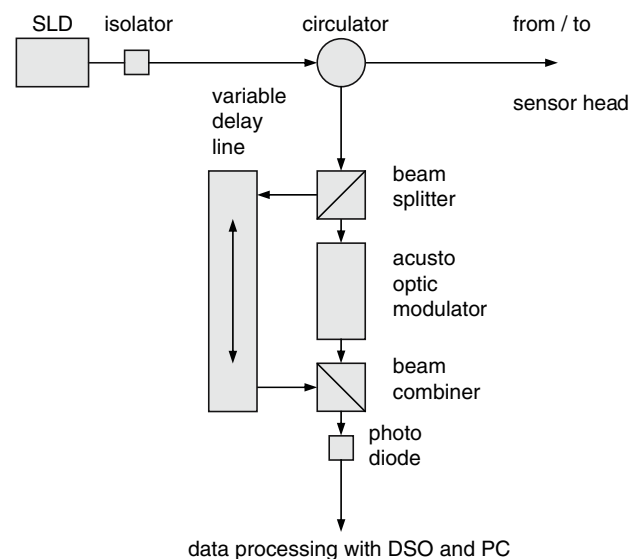 SLD
isolator
circulator
from / to
sensor head
variable
delay
line
beam
splitter
acusto
optic
modulator
beam
combiner
photo
diode
data processing with DSO and PC